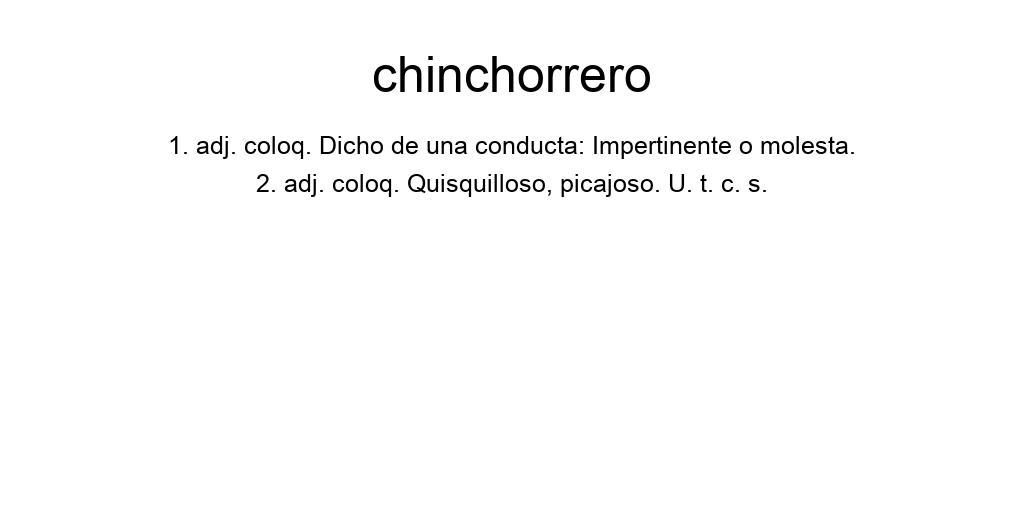 chinchorrero
1. adj. coloq. Dicho de una conducta: Impertinente o molesta.
2. adj. coloq. Quisquilloso, picajoso. U. t. c. s.